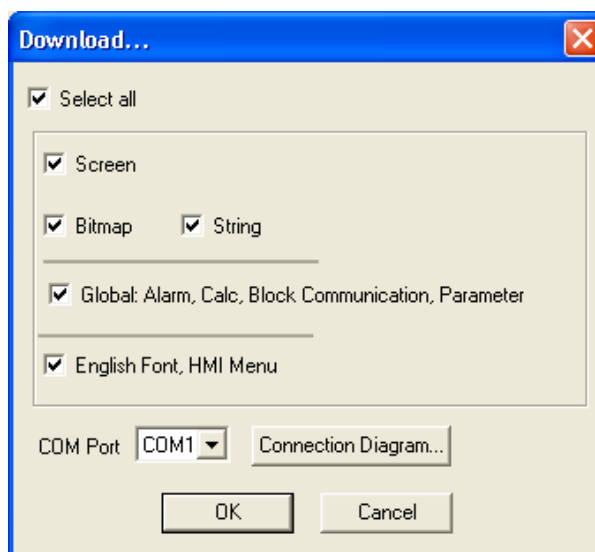 Download...
Select all
Screen
Bitmap String
Global: Alarm, Calc, Block Communication, Parameter
English Font, HMI Menu
COM Port COM1 Connection Diagram...
OK Cancel